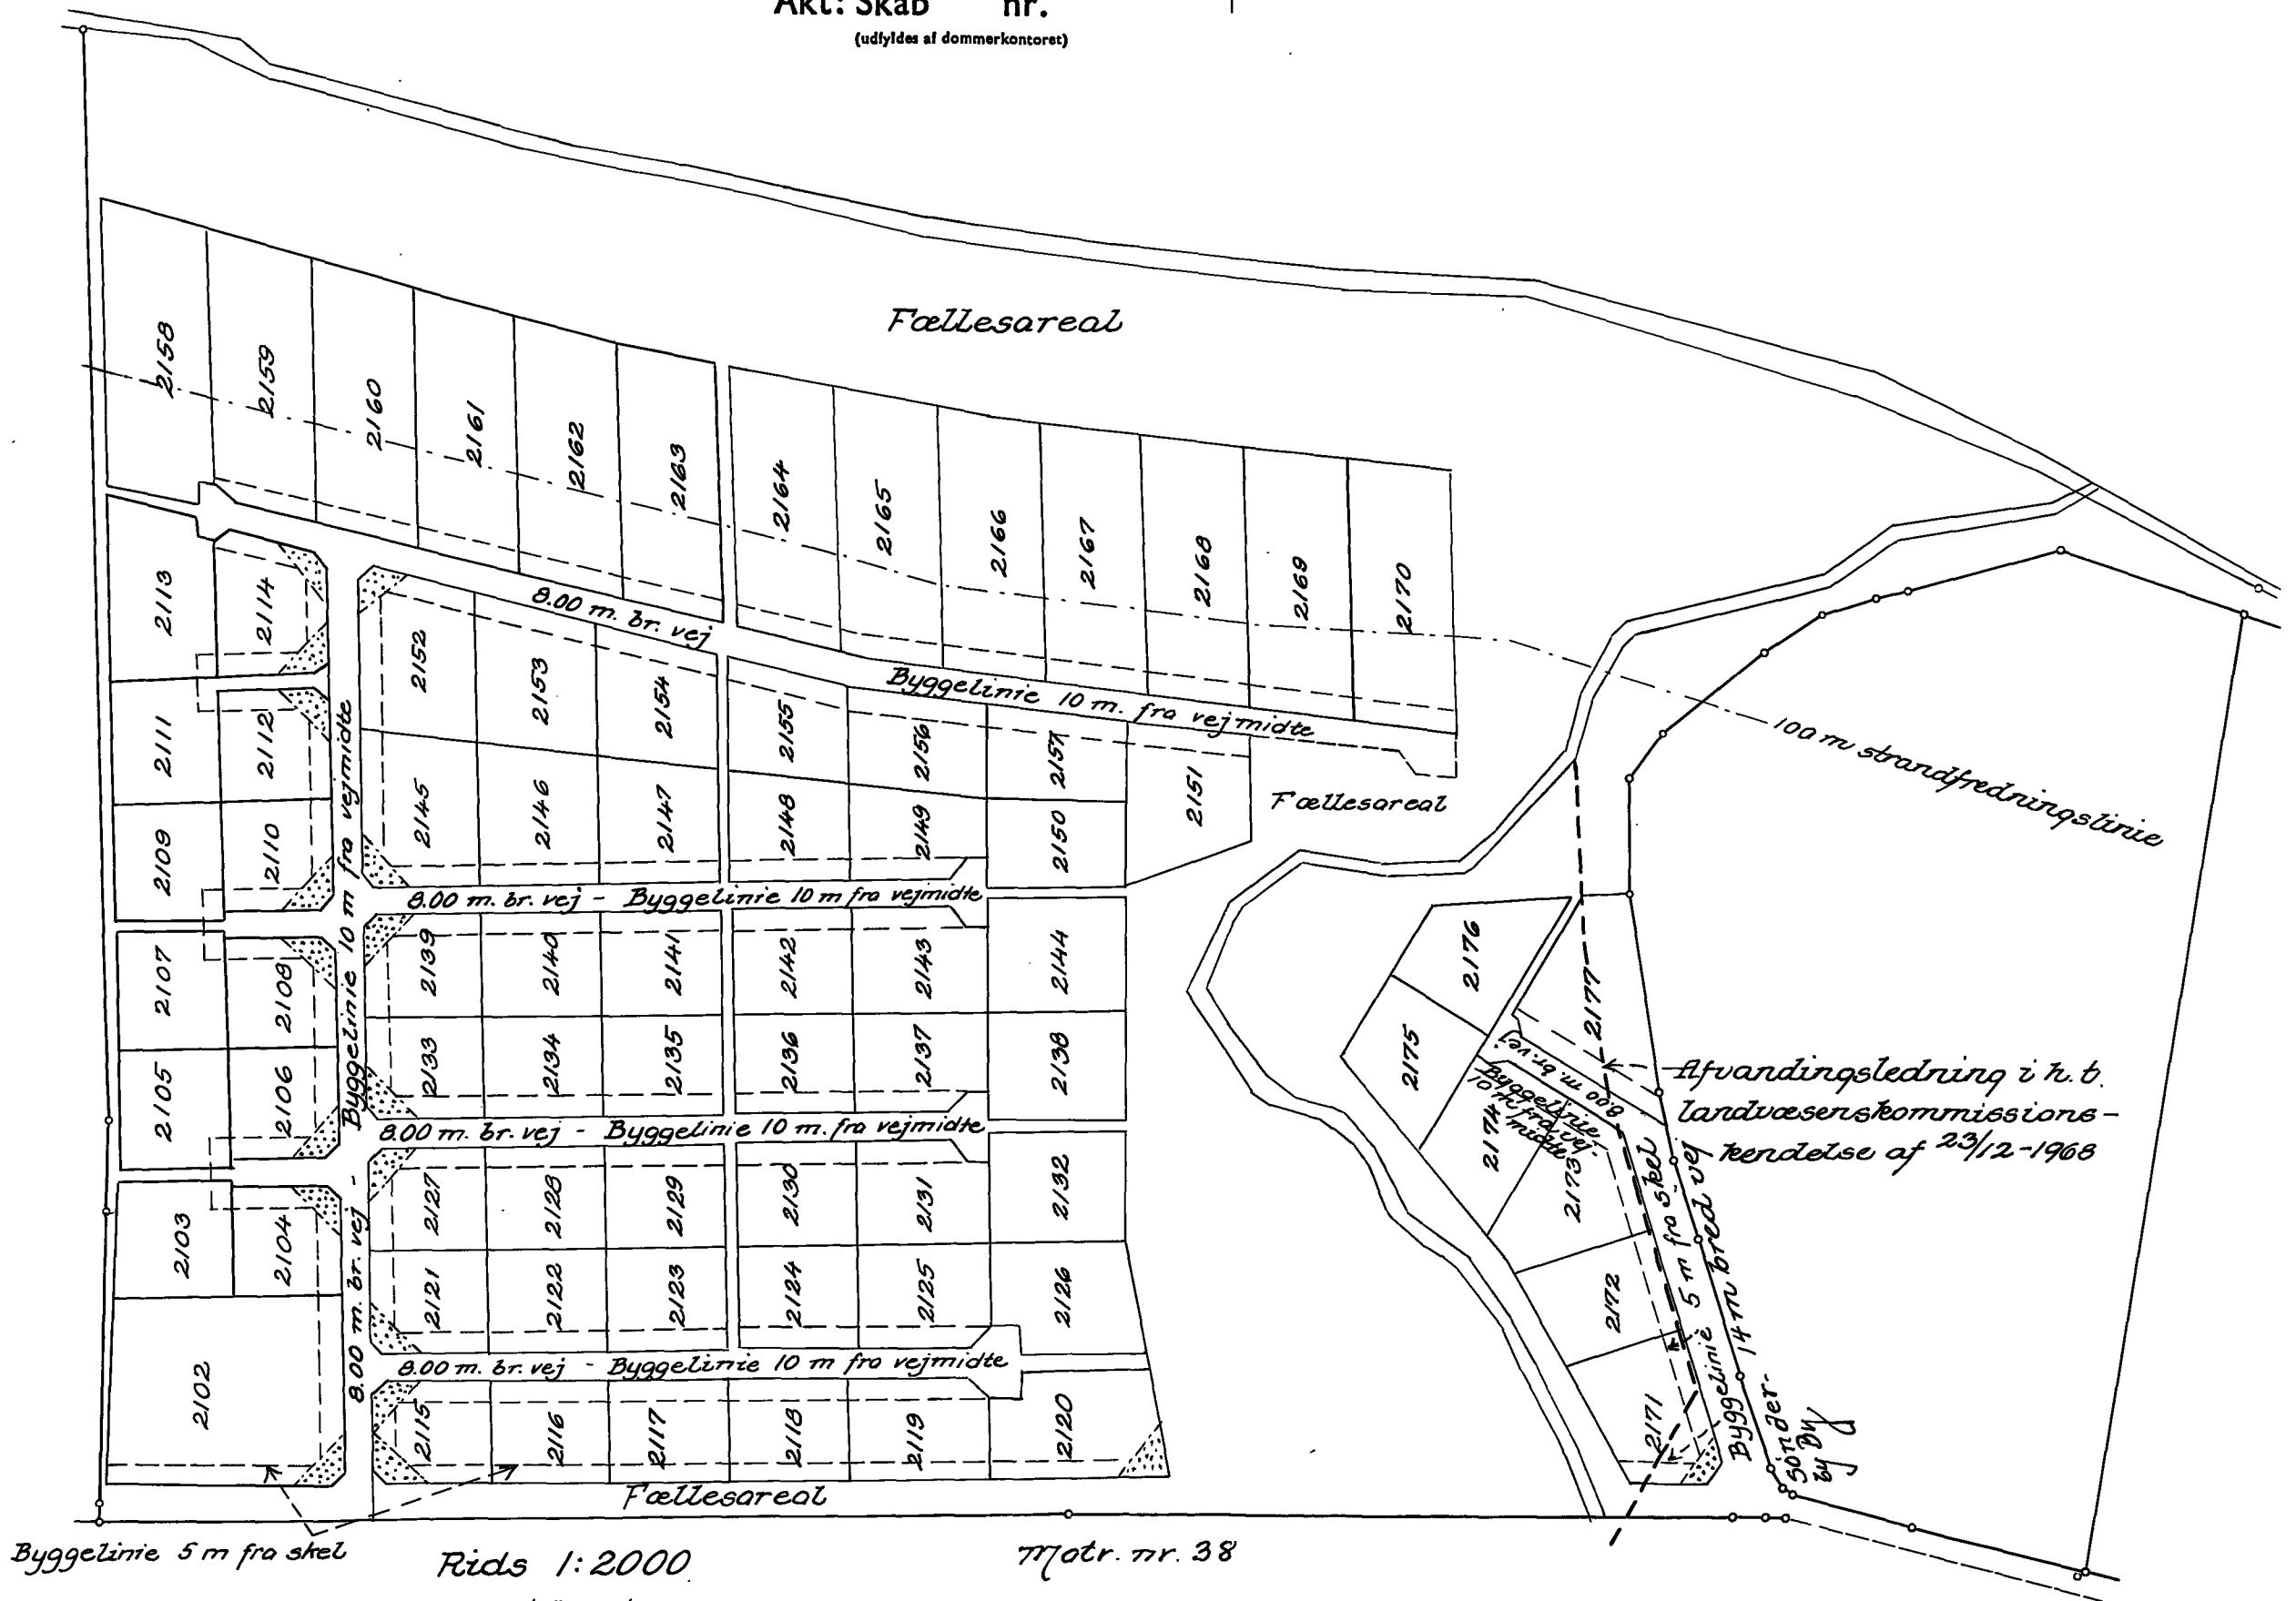 Akt: Skab nr.
(udfyldes af dommerkontoret)
Fællesareal
2158
2159
2160
2161
2162
2163
2164
2165
2166
2167
2168
2169
2170
8.00 m. br. vej
Byggelinie 10 m. fra vejmidte
100 m strandfredningslinie
2113
2114
2152
2153
2154
2155
2156
2157
2151
Fællesareal
2111
2112
2145
2146
2147
2148
2149
2150
2109
2110
8.00 m. br. vej - Byggelinie 10 m fra vejmidte
8.00 m. br. vej - Byggelinie 10 m fra vejmidte
2107
2108
2139
2140
2141
2142
2143
2144
2105
2106
2133
2134
2135
2136
2137
2138
8.00 m. br. vej - Byggelinie 10 m. fra vejmidte
2103
2104
2127
2128
2129
2130
2131
2132
2121
2122
2123
2124
2125
2126
8.00 m. br. vej - Byggelinie 10 m fra vejmidte
2102
2115
2116
2117
2118
2119
2120
Fællesareal
2176
2177
2175
8.00 m. br. vej
Byggelinie
10 m fra vej-
midte
2174
2173
2172
2171
Afvandingsledning i h.t.
landvæsenskommissions-
kendelse af 23/12-1968
Byggelinie 5 m fra skel
14 m bred vej
Sönder-
by By
Byggelinie 5 m fra skel
Rids 1:2000
Matr. nr. 38